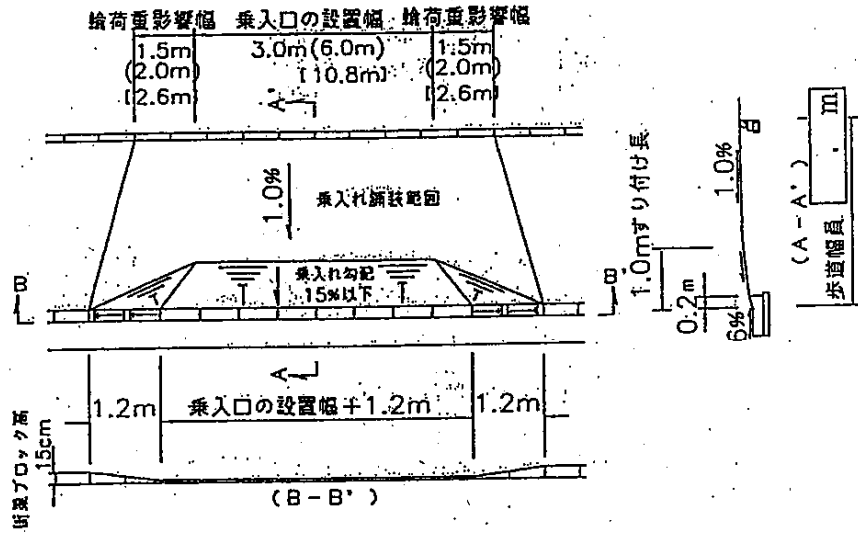 輪荷重影響幅 乗入口の設置幅 輪荷重影響幅
1.5m 3.0m(6.0m) 1.5m
(2.0m) [10.8m] (2.0m)
[2.6m] [2.6m]
A'
1.0%
乗入れ舗装範囲
乗入れ勾配
15%以下
B
B'
A
1.2m 乗入口の設置幅+1.2m 1.2m
街渠ブロック高
15cm
(B-B')
1.0mすり付け長
0.2m
6%
1.0%
(A-A')
歩道幅員
m